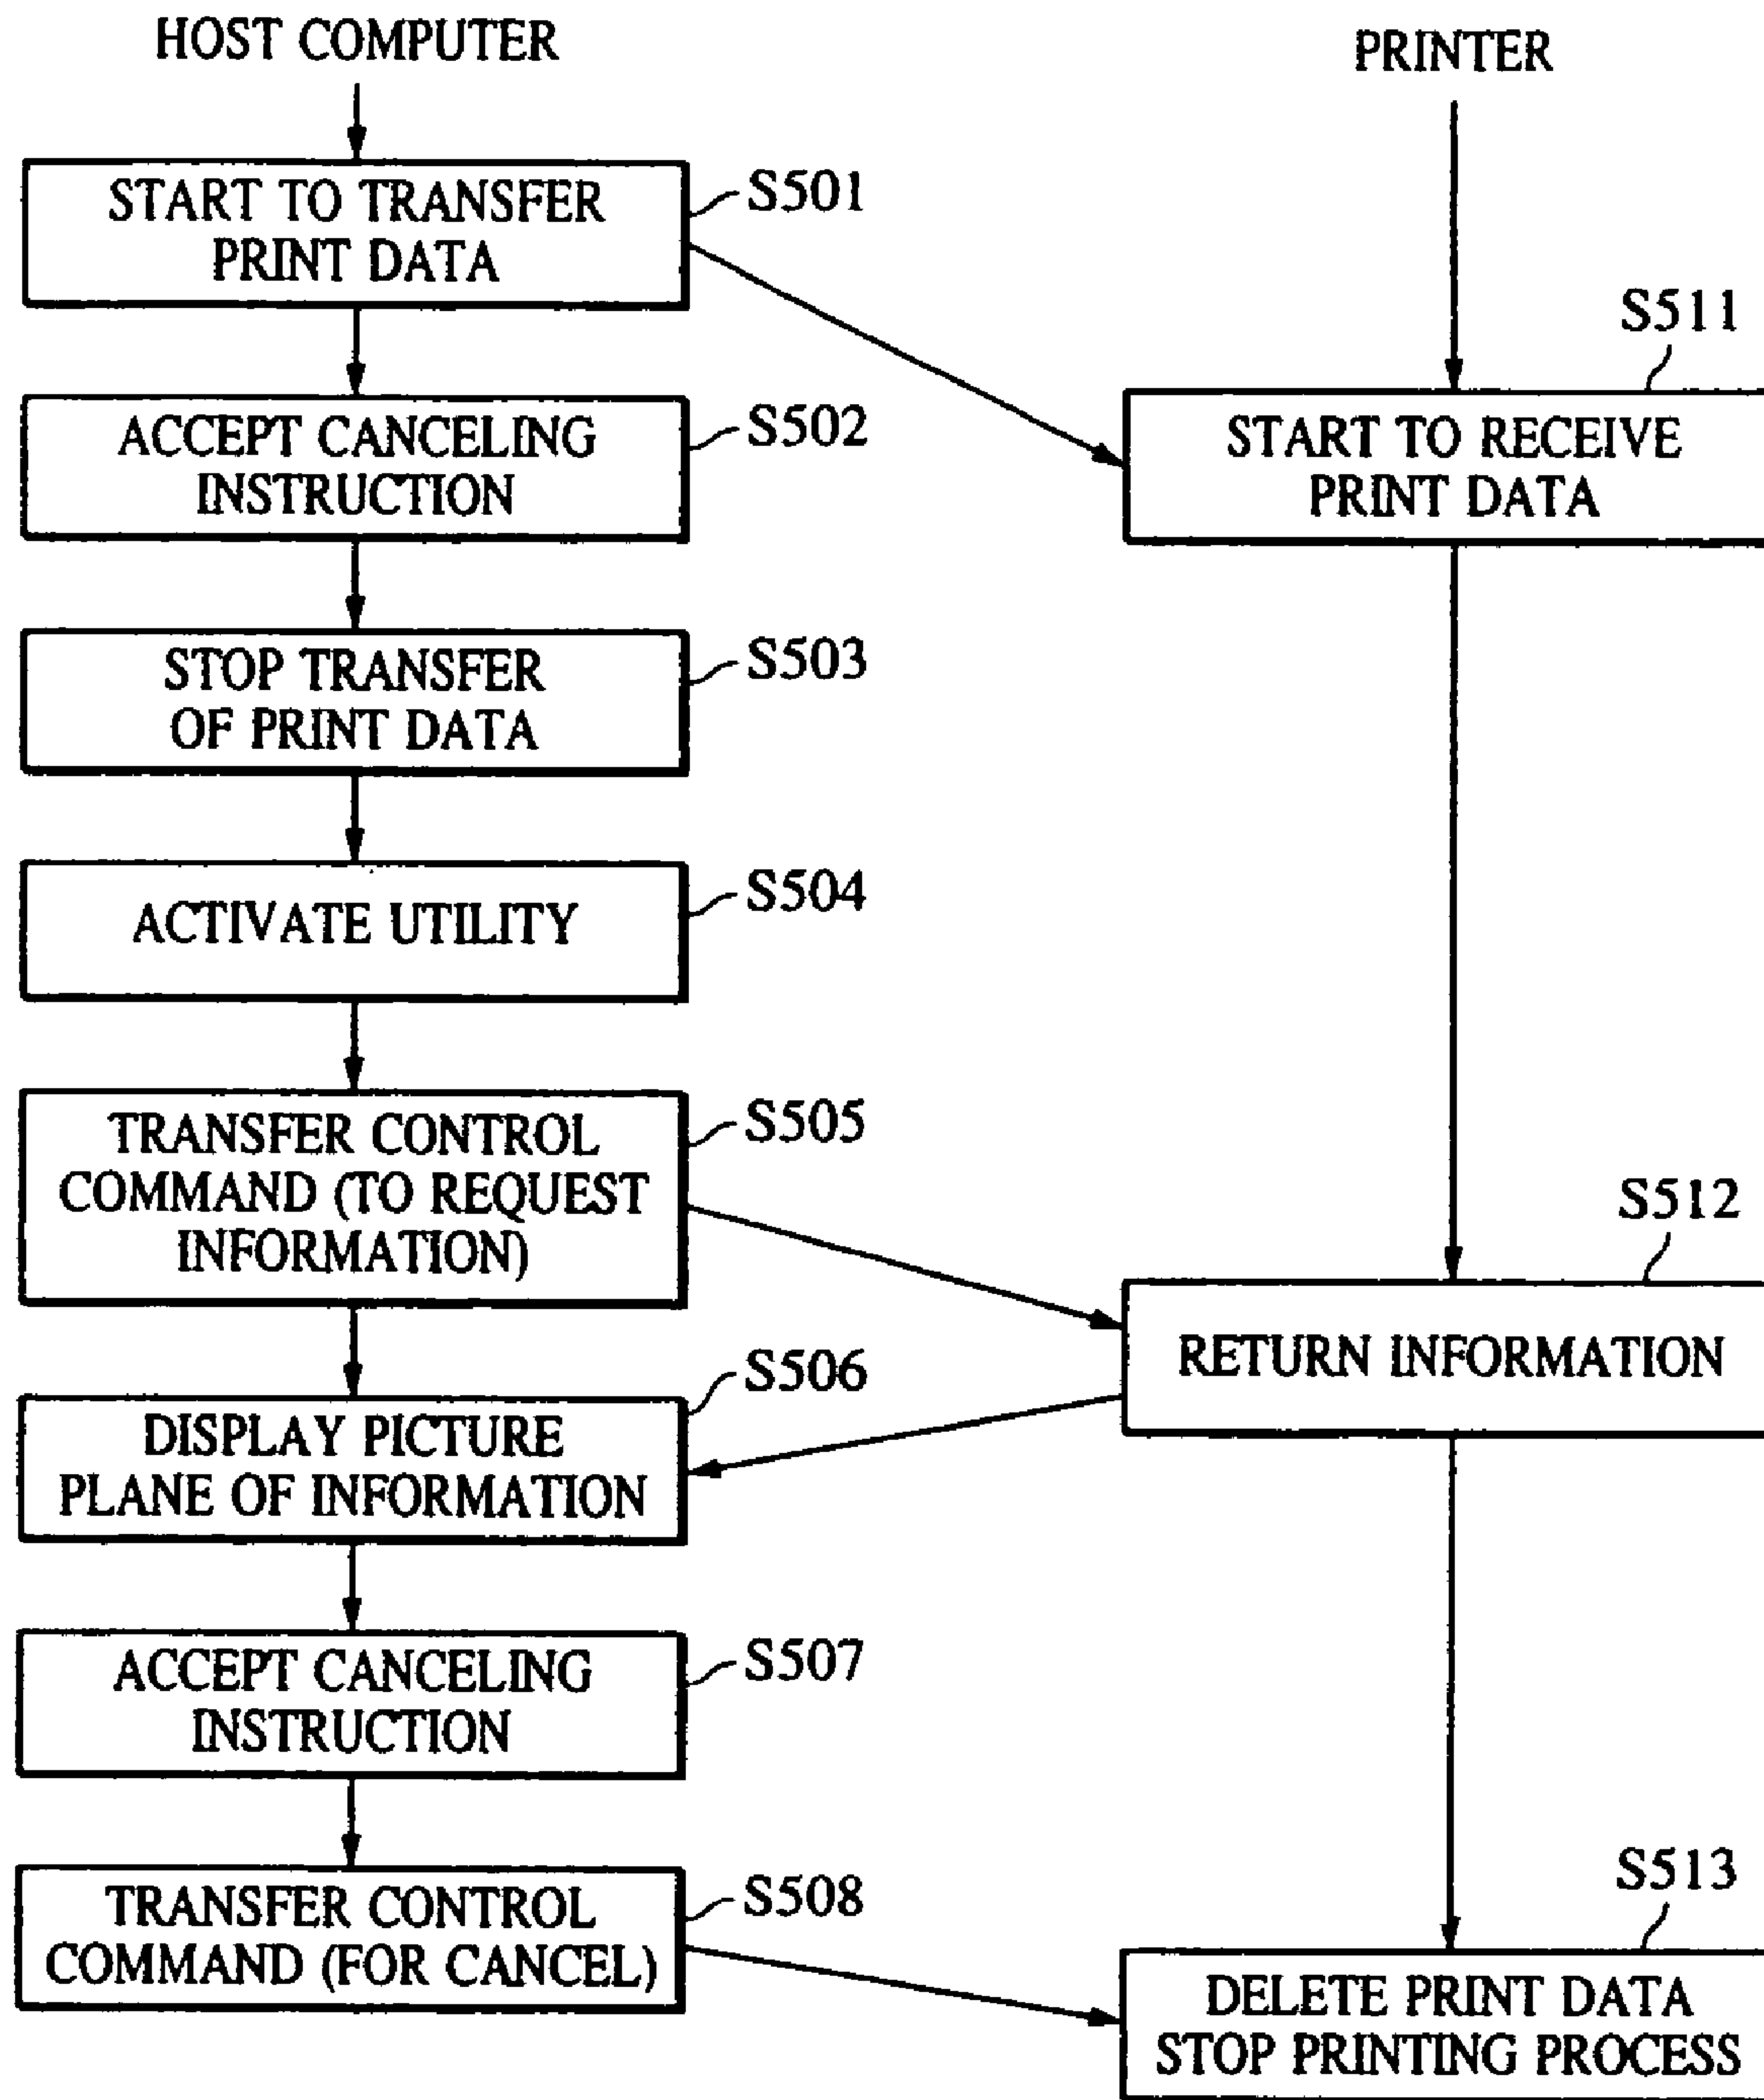 HOST COMPUTER
START TO TRANSFER
PRINT DATA
S501
ACCEPT CANCELING
INSTRUCTION
S502
STOP TRANSFER
OF PRINT DATA
S503
ACTIVATE UTILITY
S504
TRANSFER CONTROL
COMMAND (TO REQUEST
INFORMATION)
S505
DISPLAY PICTURE
PLANE OF INFORMATION
S506
ACCEPT CANCELING
INSTRUCTION
S507
TRANSFER CONTROL
COMMAND (FOR CANCEL)
S508
PRINTER
S511
START TO RECEIVE
PRINT DATA
S512
RETURN INFORMATION
S513
DELETE PRINT DATA
STOP PRINTING PROCESS